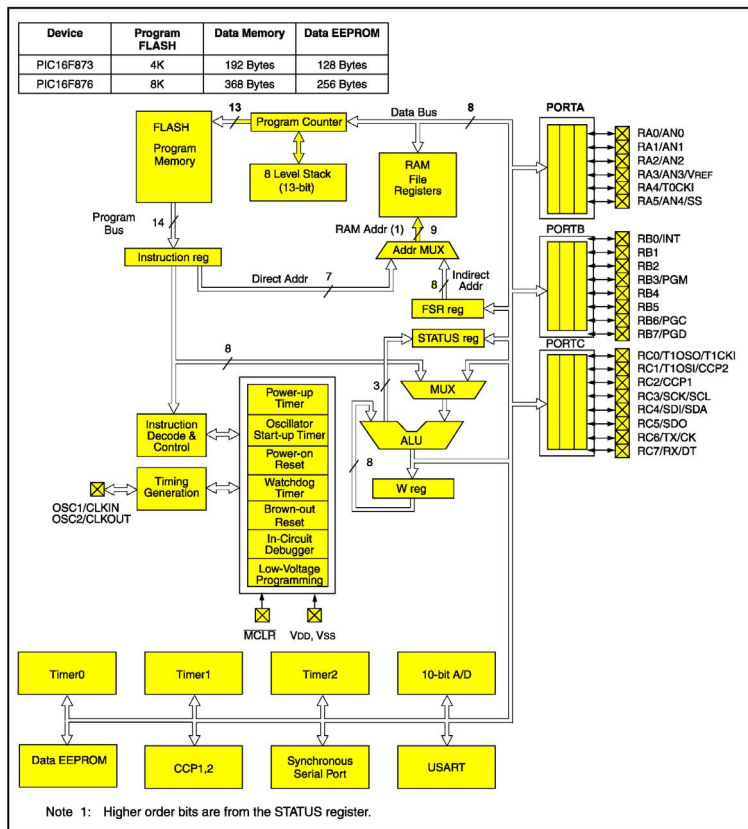 Device Program FLASH Data Memory Data EEPROM
PIC16F873 4K 192 Bytes 128 Bytes
PIC16F876 8K 368 Bytes 256 Bytes
13
Program Counter
Data Bus
8
PORTA
FLASH
Program
Memory
8 Level Stack
(13-bit)
RAM
File
Registers
RA0/AN0
RA1/AN1
RA2/AN2
RA3/AN3/VREF
RA4/T0CKI
RA5/AN4/SS
Program
Bus
14
RAM Addr (1)
9
PORTB
Instruction reg
Addr MUX
Direct Addr
7
8
Indirect
Addr
FSR reg
RB0/INT
RB1
RB2
RB3/PGM
RB4
RB5
RB6/PGC
RB7/PGD
STATUS reg
PORTC
8
3
MUX
RC0/T1OSO/T1CKI
RC1/T1OSI/CCP2
RC2/CCP1
RC3/SCK/SCL
RC4/SDI/SDA
RC5/SDO
RC6/TX/CK
RC7/RX/DT
Power-up
Timer
Instruction
Decode &
Control
Oscillator
Start-up Timer
ALU
Power-on
Reset
8
Timing
Generation
Watchdog
Timer
W reg
OSC1/CLKIN
OSC2/CLKOUT
Brown-out
Reset
In-Circuit
Debugger
Low-Voltage
Programming
MCLR
VDD, VSS
Timer0
Timer1
Timer2
10-bit A/D
Data EEPROM
CCP1,2
Synchronous
Serial Port
USART
Note 1: Higher order bits are from the STATUS register.